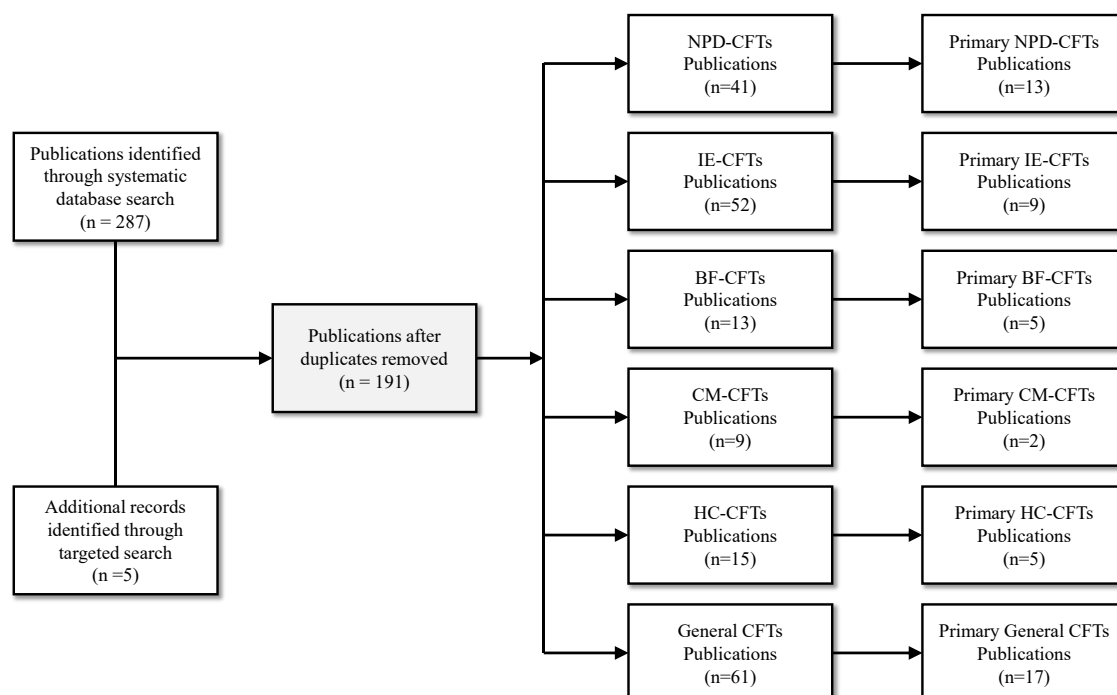 Publications identified
through systematic
database search
(n = 287)
Additional records
identified through
targeted search
(n =5)
Publications after
duplicates removed
(n = 191)
NPD-CFTs
Publications
(n=41)
Primary NPD-CFTs
Publications
(n=13)
IE-CFTs
Publications
(n=52)
Primary IE-CFTs
Publications
(n=9)
BF-CFTs
Publications
(n=13)
Primary BF-CFTs
Publications
(n=5)
CM-CFTs
Publications
(n=9)
Primary CM-CFTs
Publications
(n=2)
HC-CFTs
Publications
(n=15)
Primary HC-CFTs
Publications
(n=5)
General CFTs
Publications
(n=61)
Primary General CFTs
Publications
(n=17)